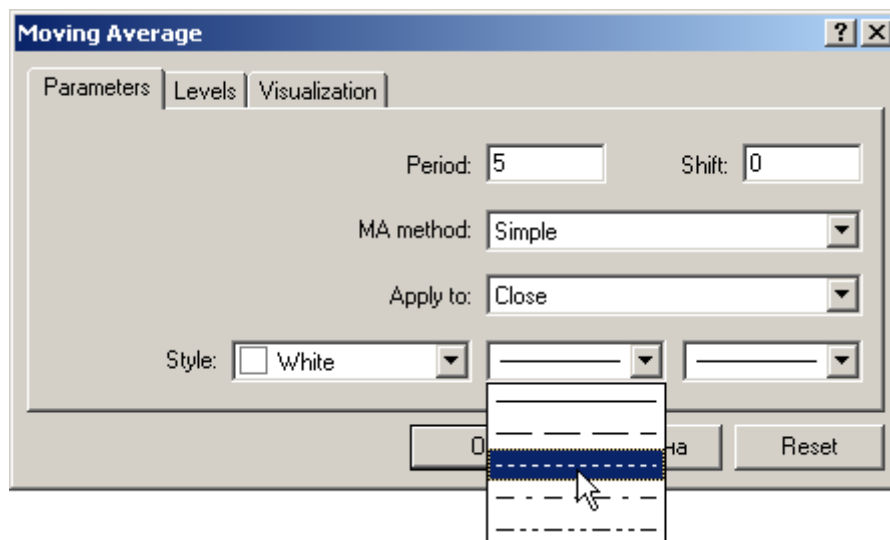 Moving Average
Parameters Levels Visualization
Period: 5 Shift: 0
MA method: Simple
Apply to: Close
Style: White
Reset